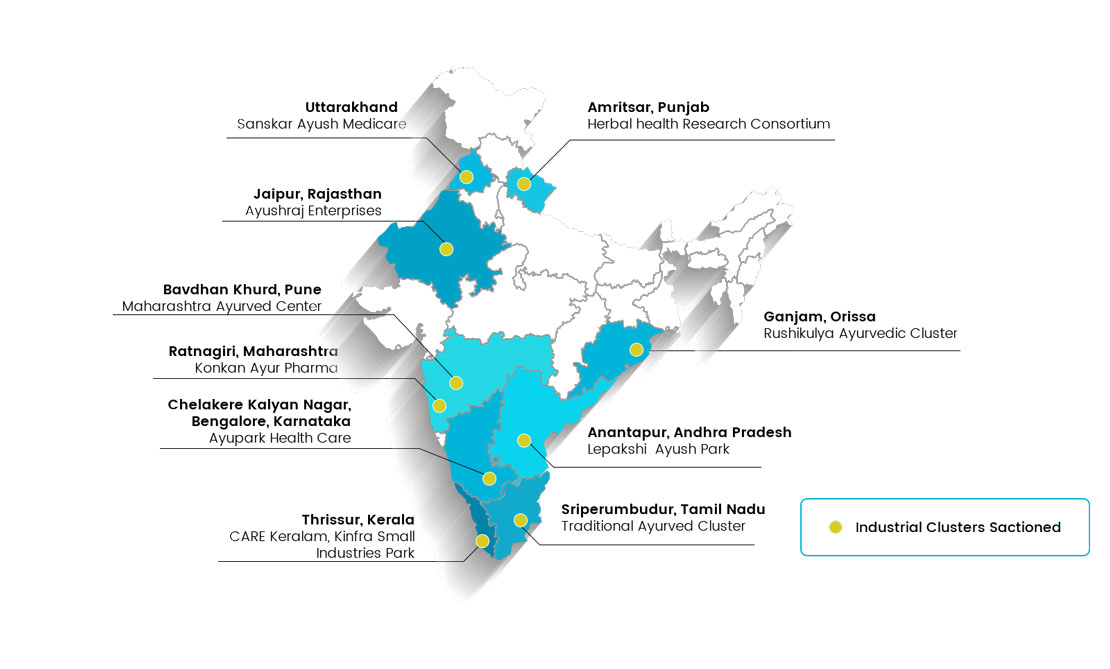 Uttarakhand
Sanskar Ayush Medicare
Amritsar, Punjab
Herbal health Research Consortium
Jaipur, Rajasthan
Ayushraj Enterprises
Bavdhan Khurd, Pune
Maharashtra Ayurved Center
Ganjam, Orissa
Rushikulya Ayurvedic Cluster
Ratnagiri, Maharashtra
Konkan Ayur Pharma
Chelakere Kalyan Nagar,
Bengalore, Karnataka
Ayupark Health Care
Anantapur, Andhra Pradesh
Lepakshi Ayush Park
Sriperumbudur, Tamil Nadu
Traditional Ayurved Cluster
Thrissur, Kerala
CARE Keralam, Kinfra Small
Industries Park
Industrial Clusters Sactioned